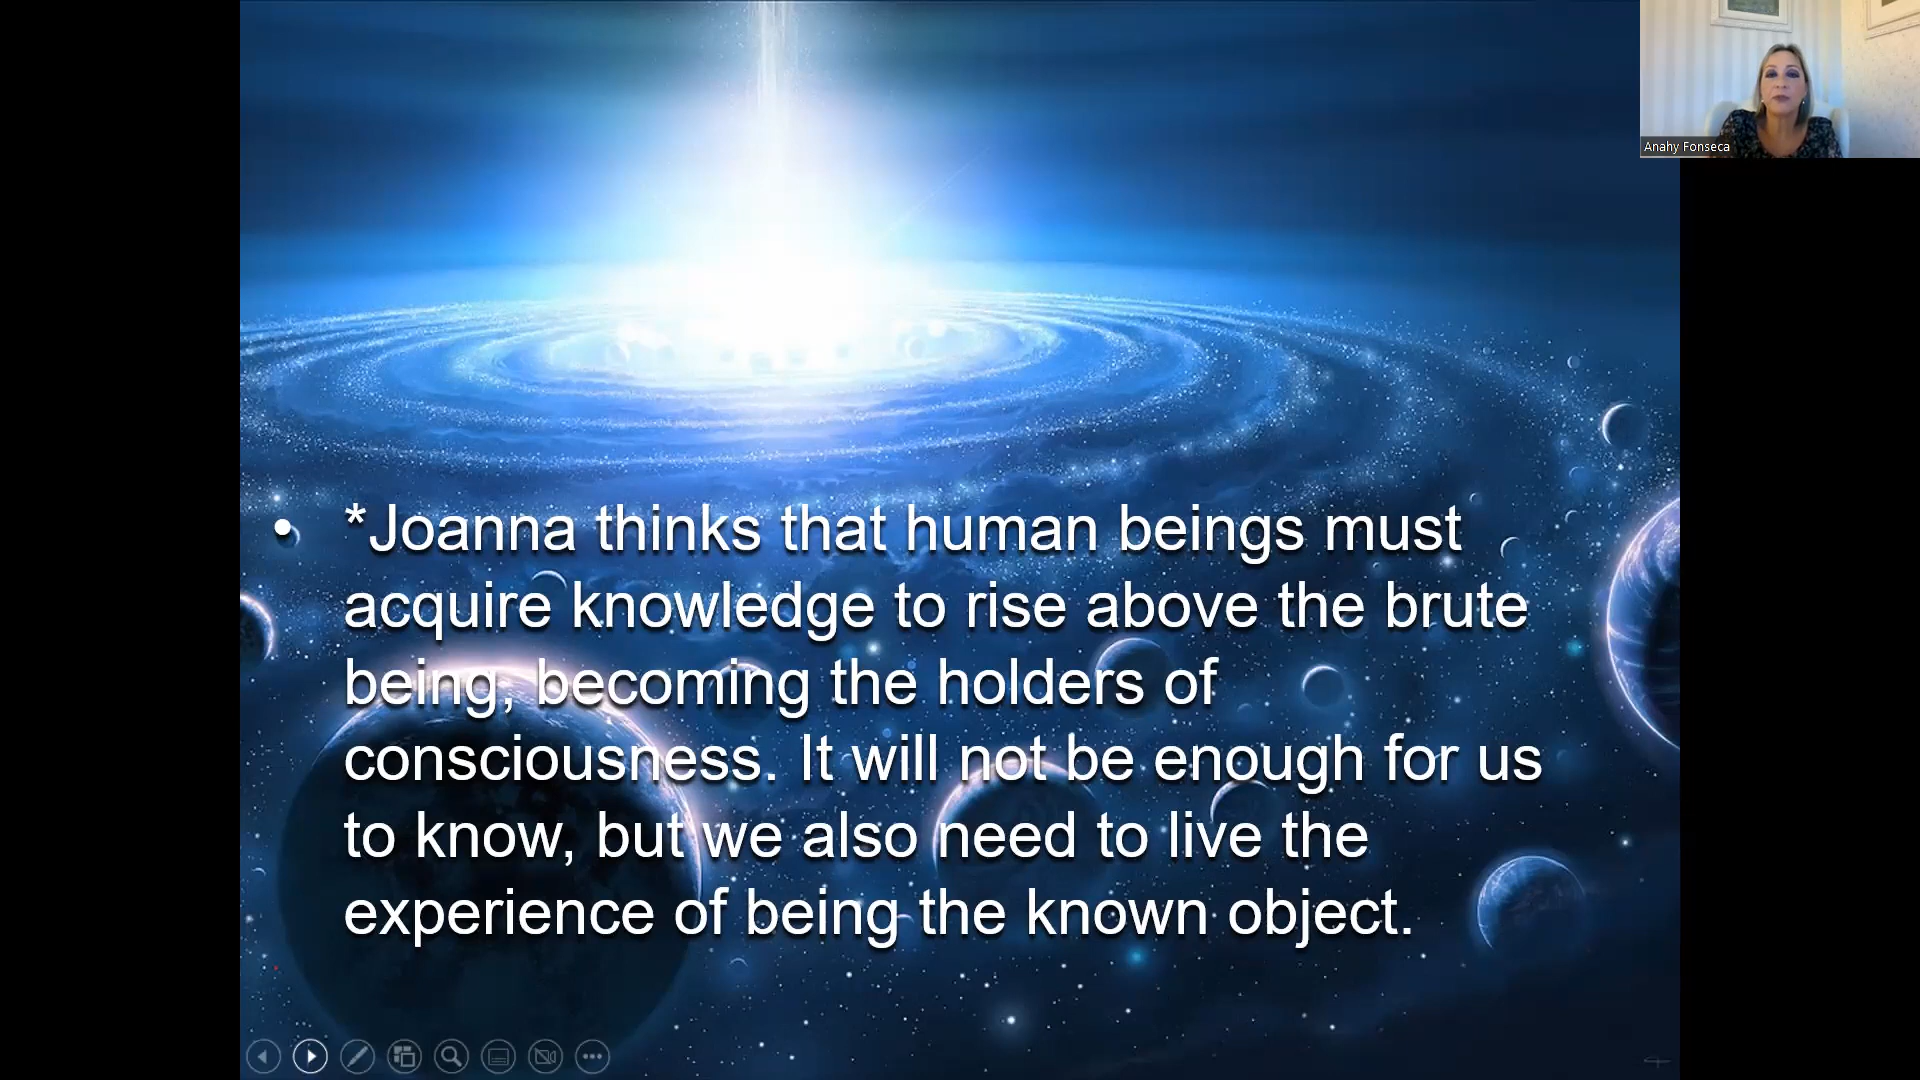 Anahy Fonseca
• *Joanna thinks that human beings must
acquire knowledge to rise above the brute
being, becoming the holders of
consciousness. It will not be enough for us
to know, but we also need to live the
experience of being the known object.